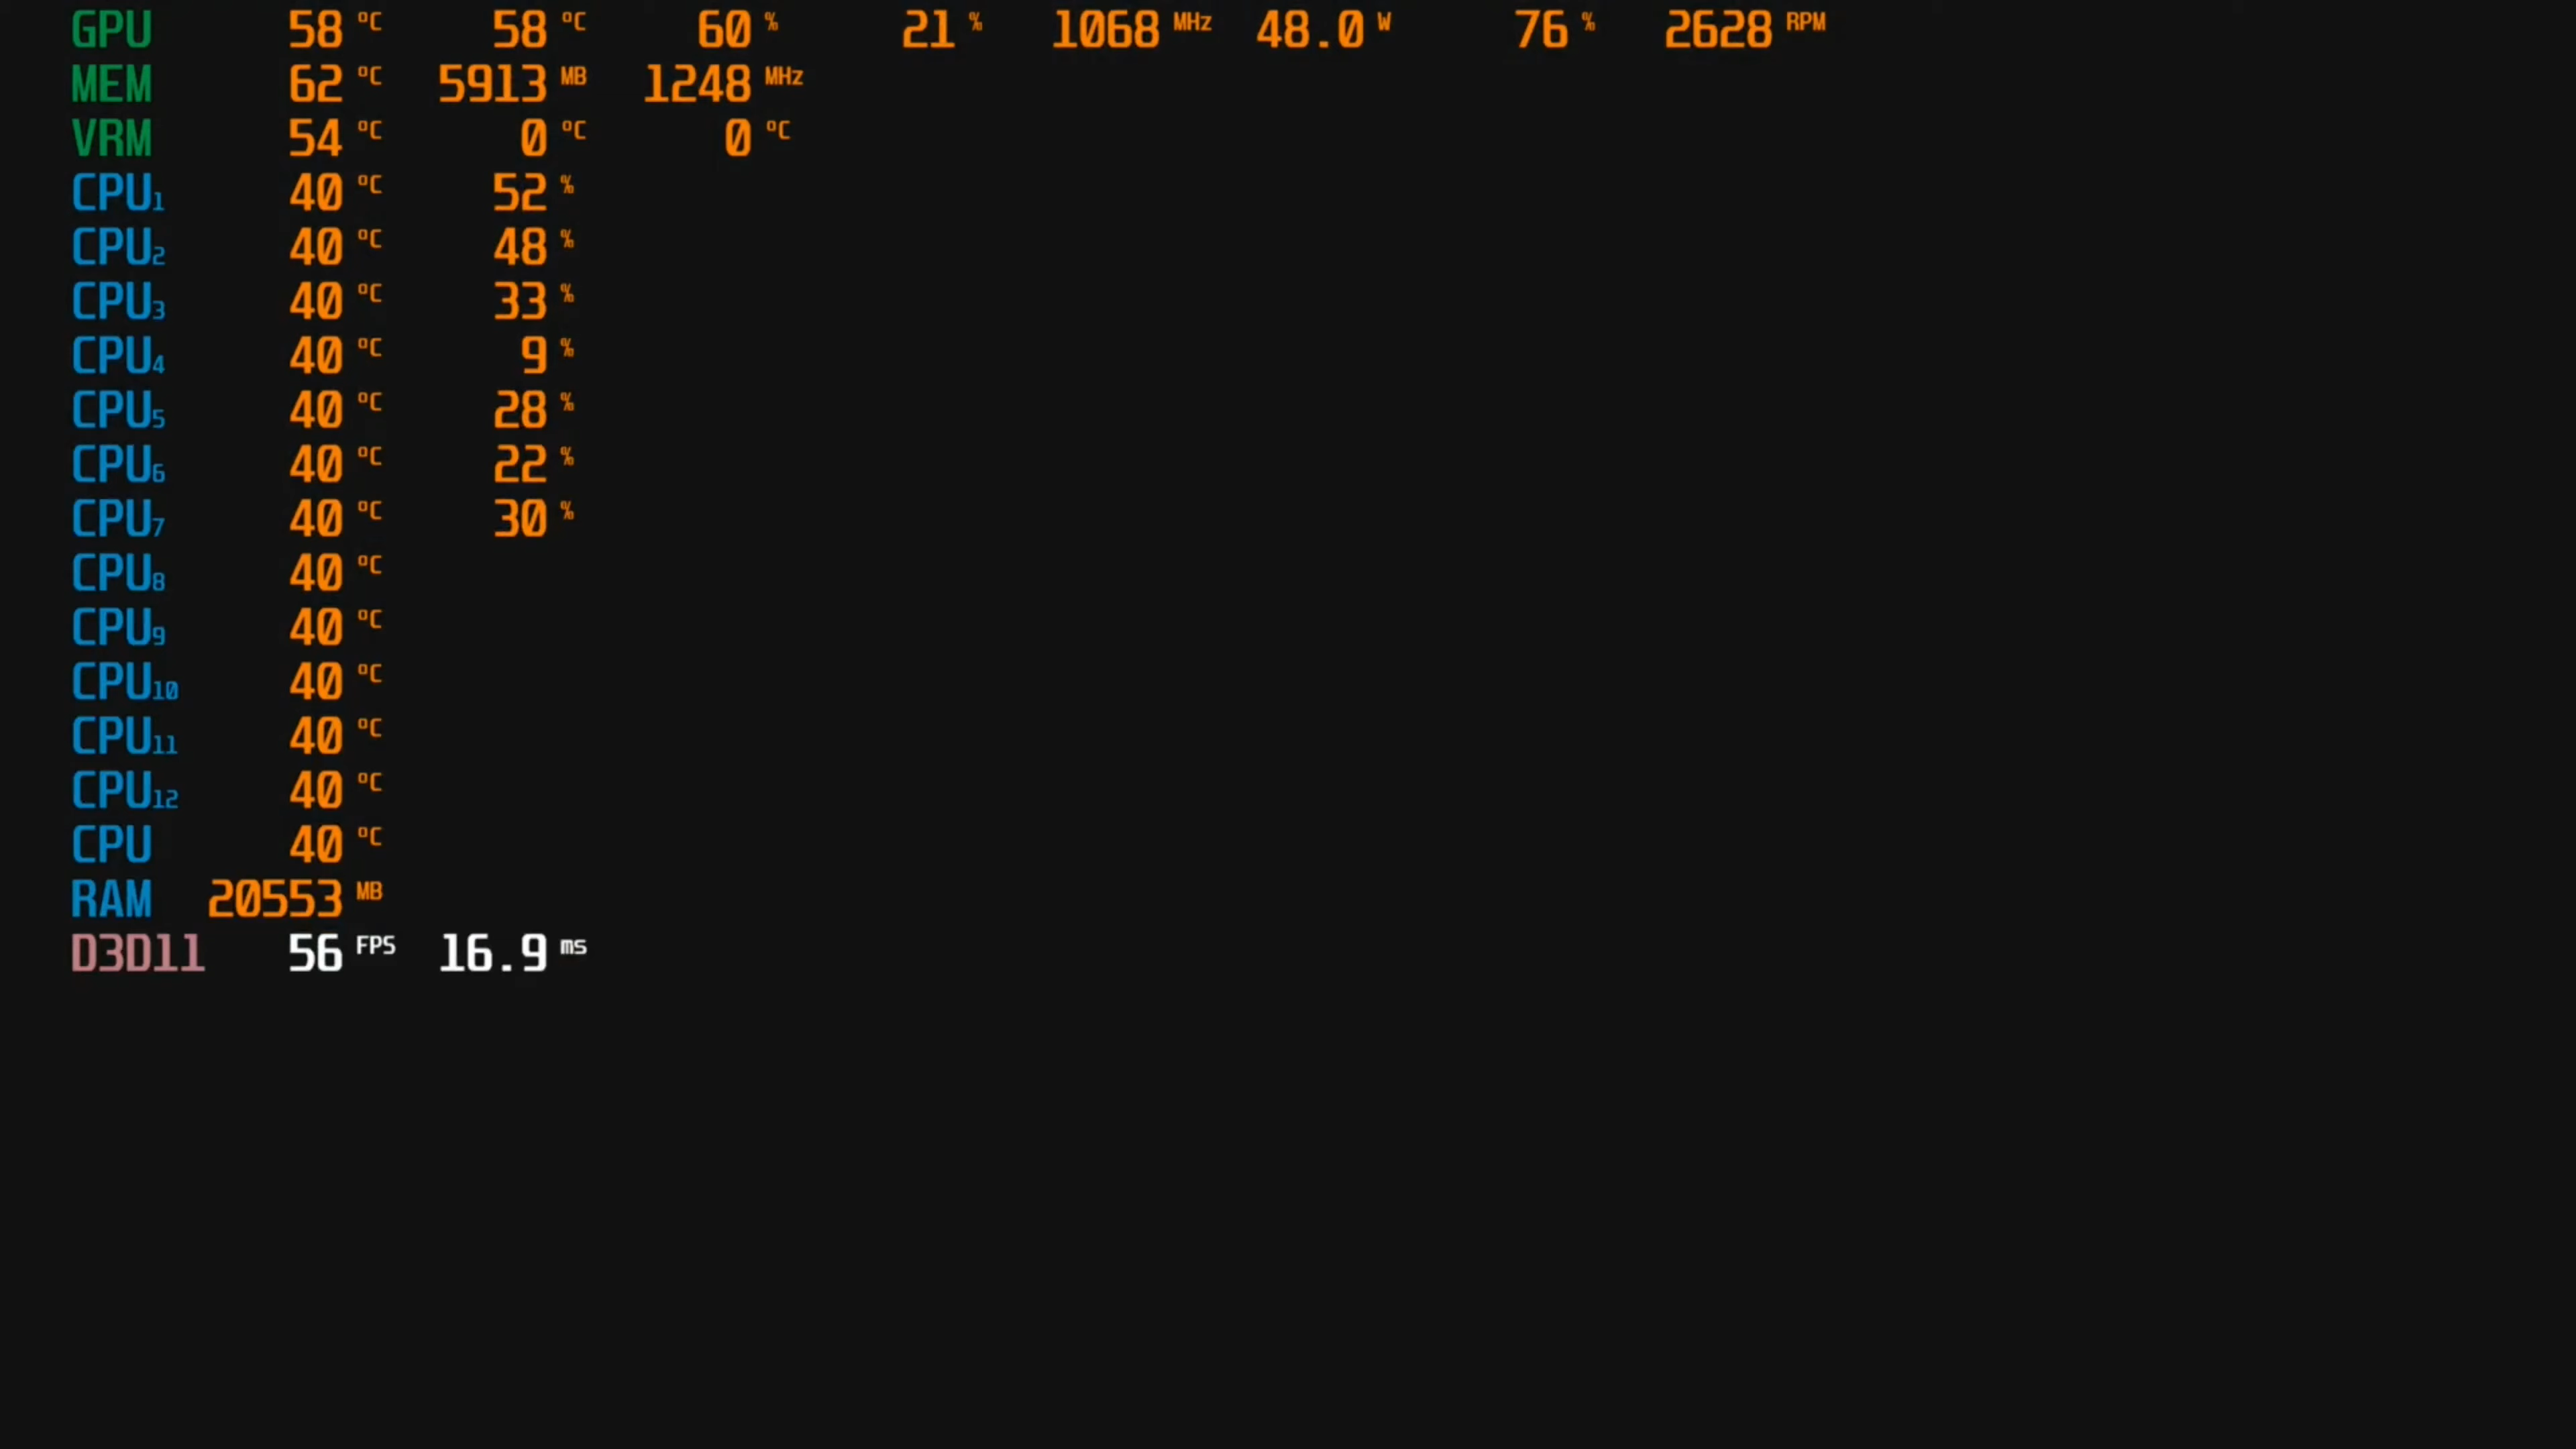 GPU 58 °C 58 °C 60 % 21 % 1068 MHz 48.0 W 76 % 2628 RPM
MEM 62 °C 5913 MB 1248 MHz
VRM 54 °C 0 °C 0 °C
CPU1 40 °C 52 %
CPU2 40 °C 48 %
CPU3 40 °C 33 %
CPU4 40 °C 9 %
CPU5 40 °C 28 %
CPU6 40 °C 22 %
CPU7 40 °C 30 %
CPU8 40 °C
CPU9 40 °C
CPU10 40 °C
CPU11 40 °C
CPU12 40 °C
CPU 40 °C
RAM 20553 MB
D3D11 56 FPS 16.9 ms